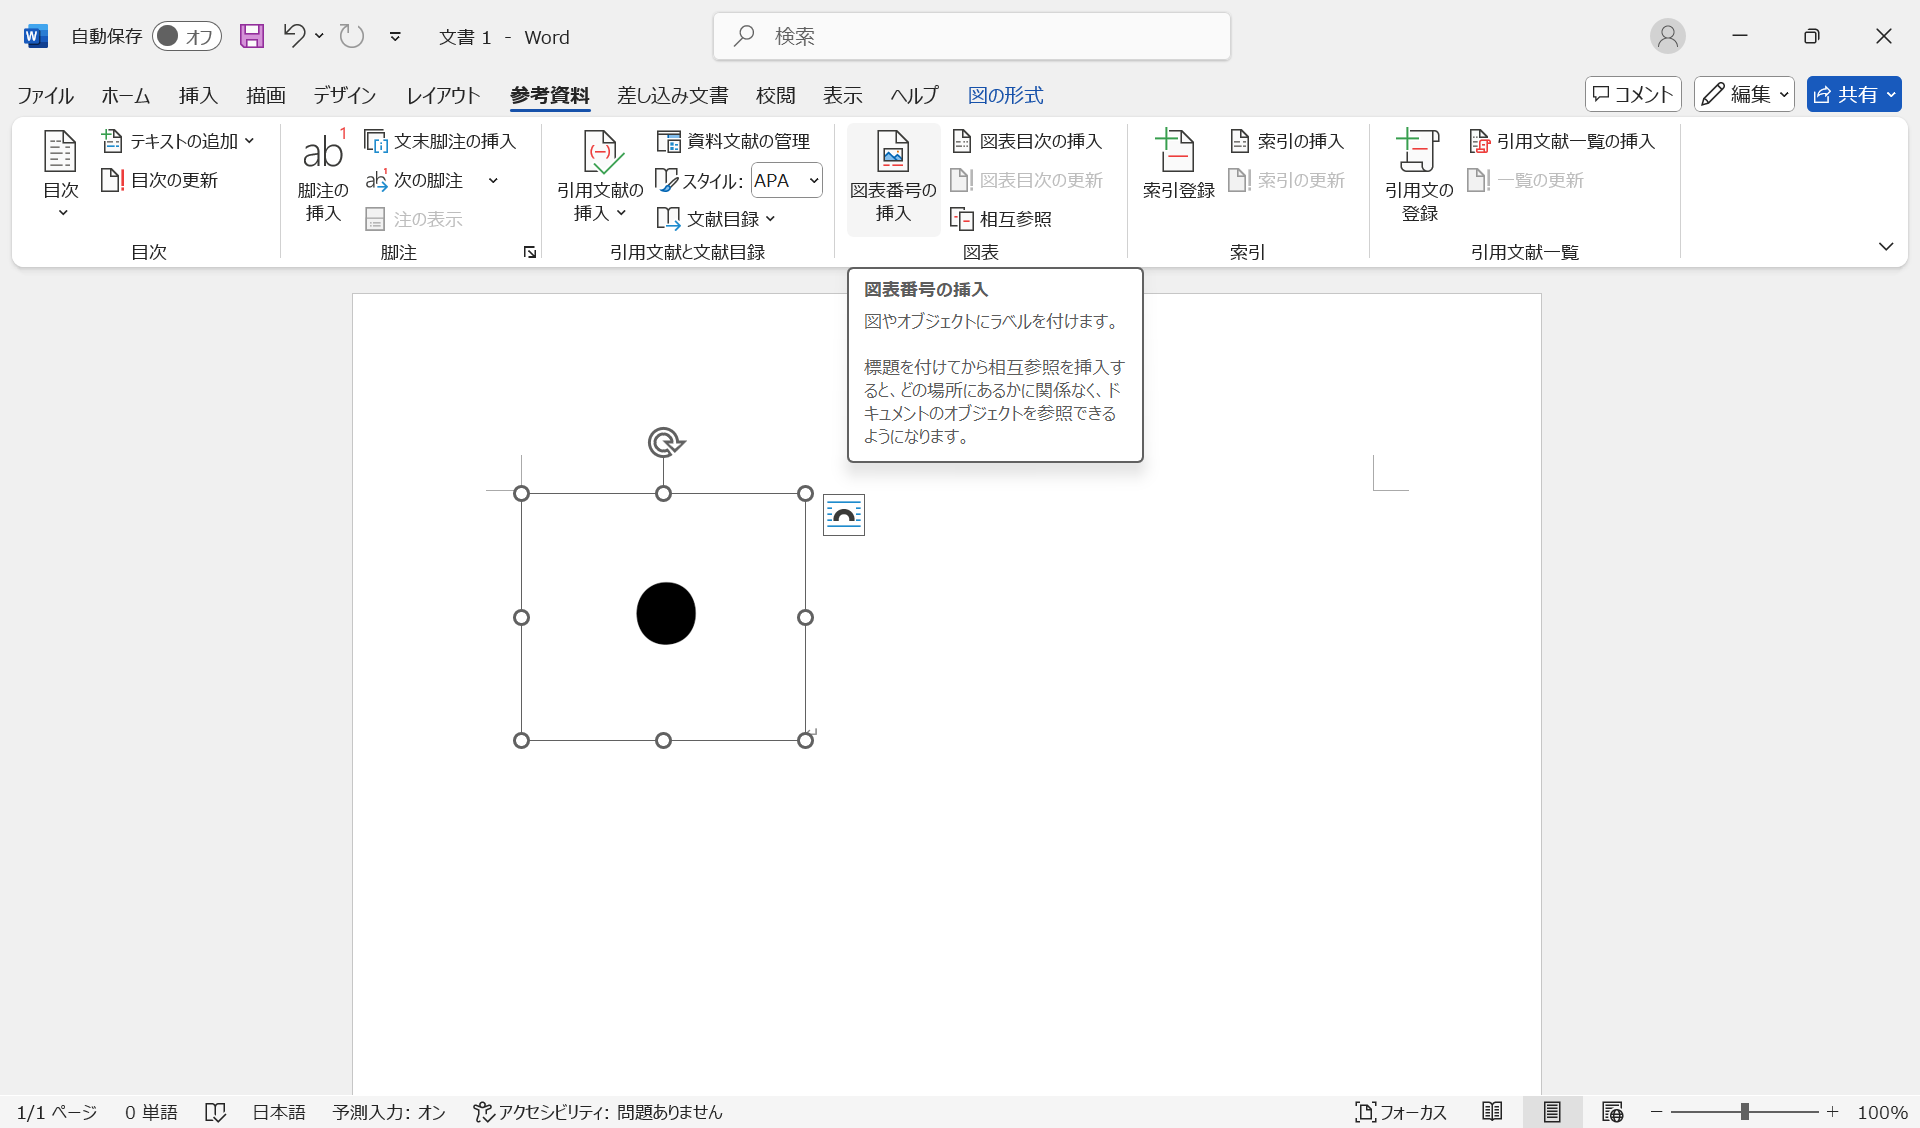 自動保存 オフ 文書 1 - Word 検索
ファイル ホーム 挿入 描画 デザイン レイアウト 参考資料 差し込み文書 校閲 表示 ヘルプ 図の形式 コメント 編集 共有
目次
テキストの追加
目次の更新
目次
ab1
脚注の
挿入
文末脚注の挿入
次の脚注
注の表示
脚注
引用文献の
挿入
資料文献の管理
スタイル: APA
文献目録
引用文献と文献目録
図表番号の
挿入
図表目次の挿入
図表目次の更新
相互参照
図表
索引登録
索引の挿入
索引の更新
索引
引用文の
登録
引用文献一覧の挿入
一覧の更新
引用文献一覧
図表番号の挿入
図やオブジェクトにラベルを付けます。
標題を付けてから相互参照を挿入す
ると、どの場所にあるかに関係なく、ド
キュメントのオブジェクトを参照できる
ようになります。
1/1 ページ 0 単語 日本語 予測入力: オン アクセシビリティ: 問題ありません フォーカス 100%